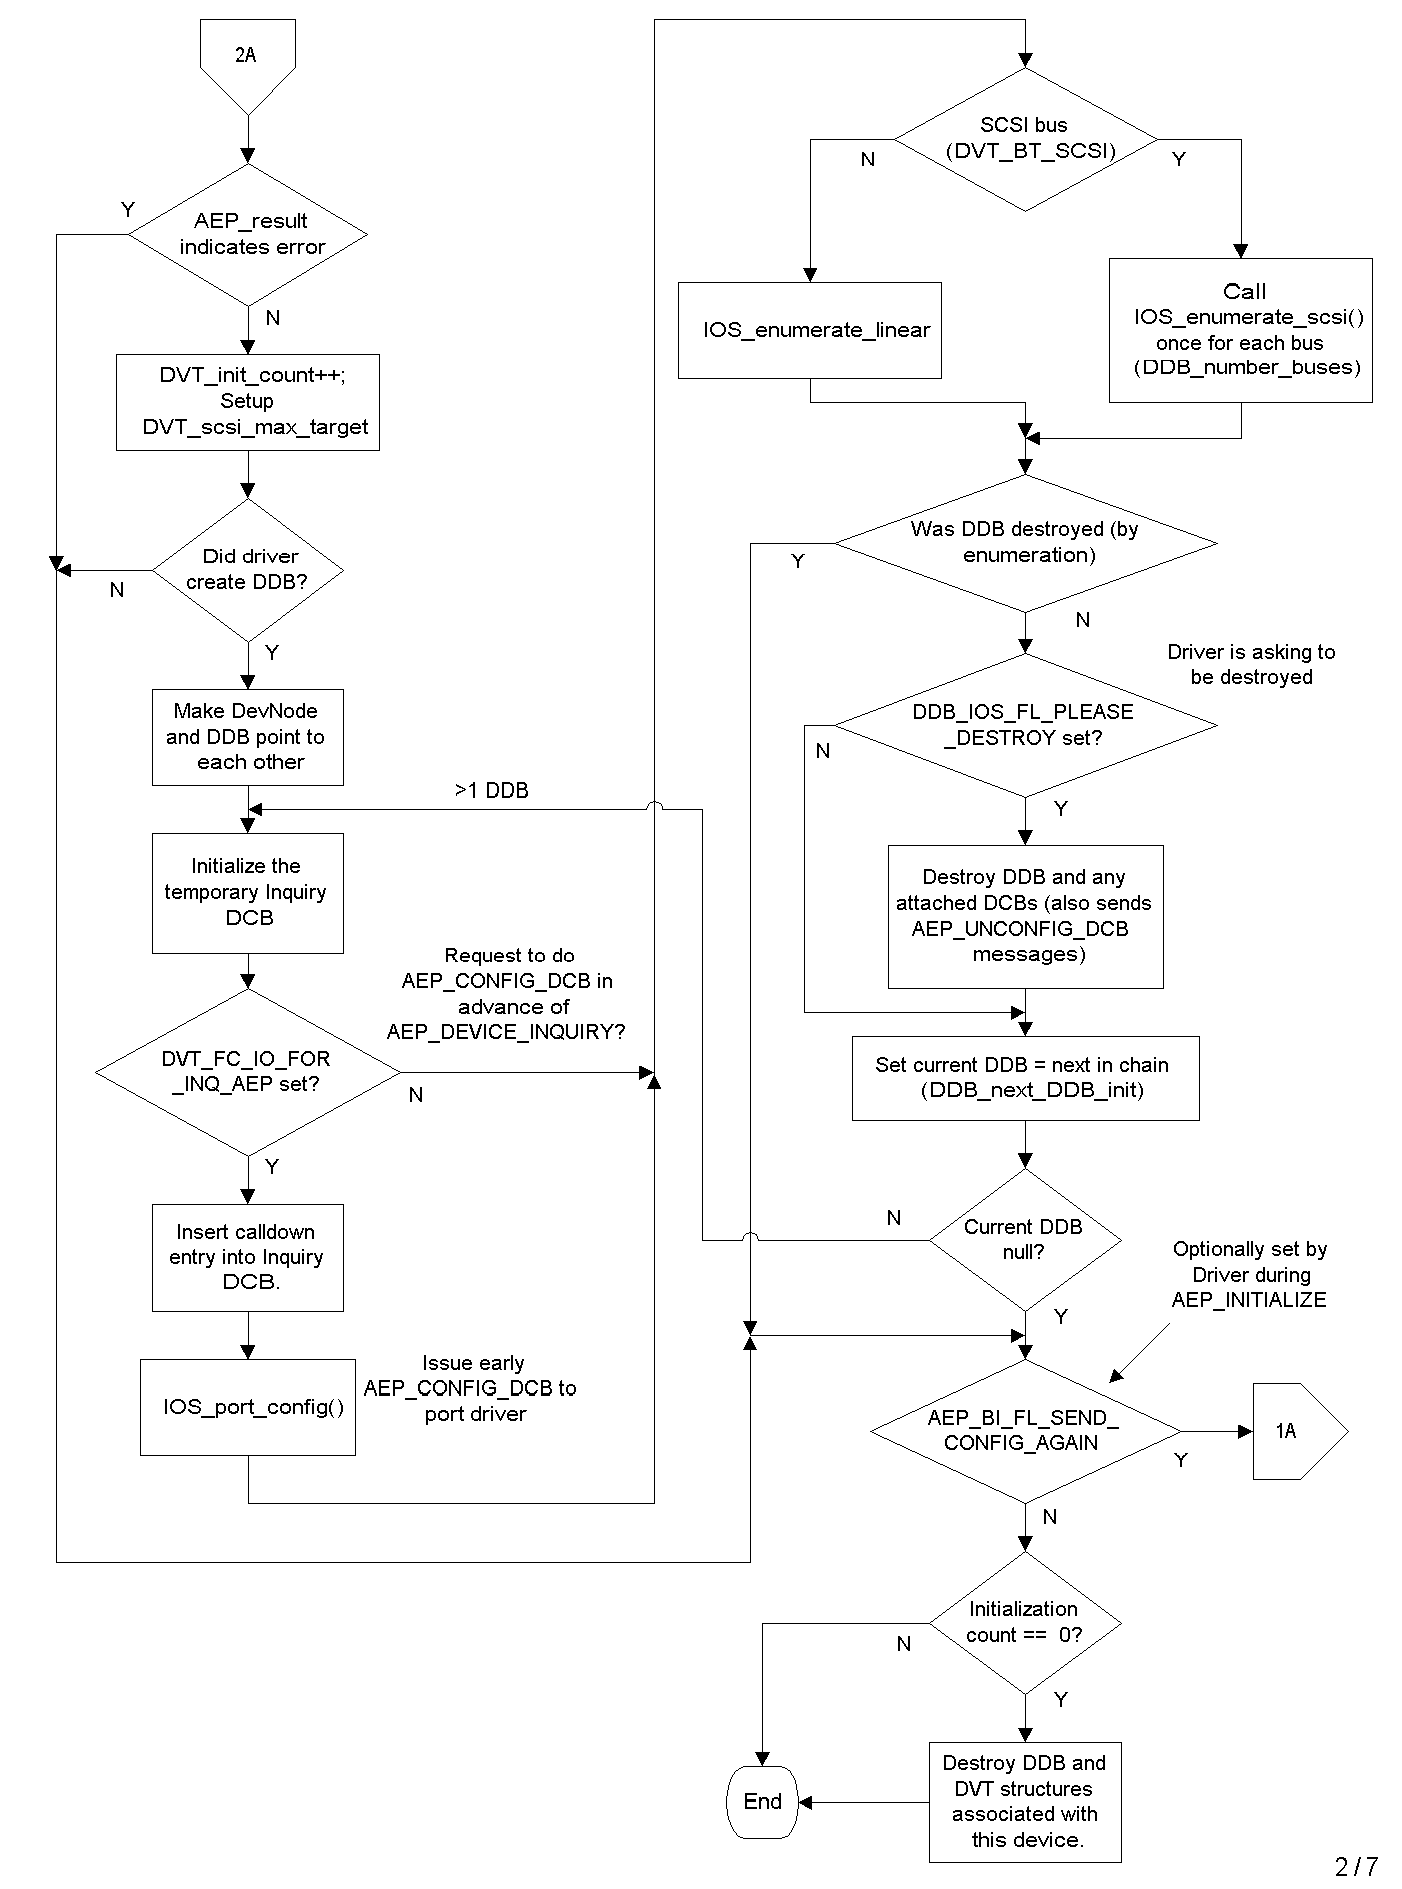 2A
AEP_result
indicates error
Y
N
DVT_init_count++;
Setup
DVT_scsi_max_target
Did driver
create DDB?
N
Y
Make DevNode
and DDB point to
each other
>1 DDB
Initialize the
temporary Inquiry
DCB
Request to do
AEP_CONFIG_DCB in
advance of
AEP_DEVICE_INQUIRY?
DVT_FC_IO_FOR
_INQ_AEP set?
N
Y
Insert calldown
entry into Inquiry
DCB.
IOS_port_config()
Issue early
AEP_CONFIG_DCB to
port driver
SCSI bus
(DVT_BT_SCSI)
N
Y
IOS_enumerate_linear
Call
IOS_enumerate_scsi()
once for each bus
(DDB_number_buses)
Was DDB destroyed (by
enumeration)
Y
N
Driver is asking to
be destroyed
DDB_IOS_FL_PLEASE
_DESTROY set?
N
Y
Destroy DDB and any
attached DCBs (also sends
AEP_UNCONFIG_DCB
messages)
Set current DDB = next in chain
(DDB_next_DDB_init)
Current DDB
null?
N
Y
Optionally set by
Driver during
AEP_INITIALIZE
AEP_BI_FL_SEND_
CONFIG_AGAIN
Y
1A
N
Initialization
count == 0?
N
Y
Destroy DDB and
DVT structures
associated with
this device.
End
2 / 7